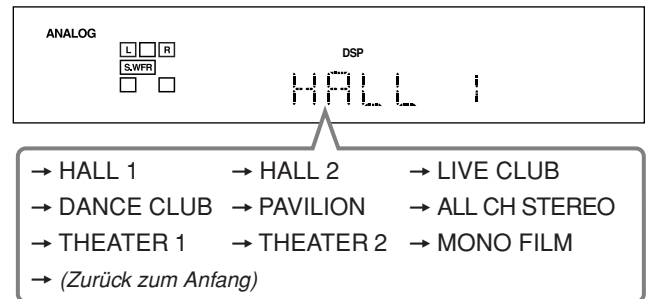 ANALOG
L R
DSP
S.WFR
HALL 1
→ HALL 1 → HALL 2 → LIVE CLUB
→ DANCE CLUB → PAVILION → ALL CH STEREO
→ THEATER 1 → THEATER 2 → MONO FILM
→ (Zurück zum Anfang)